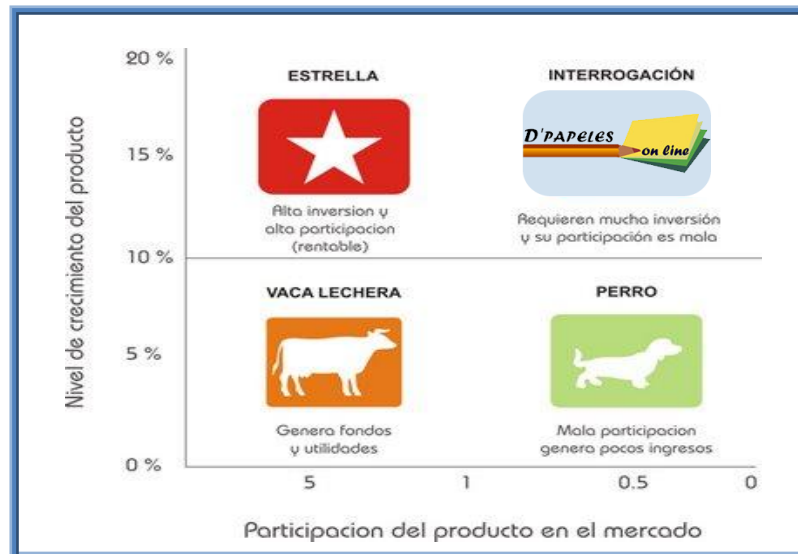 20 %
ESTRELLA
INTERROGACIÓN
D'PAPELES
on line
15 %
Alta inversion y
alta participacion
(rentable)
Requieren mucha inversión
y su participación es mala
10 %
Nivel de crecimiento del producto
VACA LECHERA
PERRO
5 %
Genera fondos
y utilidades
Mala participacion
genera pocos ingresos
0 %
5
1
0.5
0
Participacion del producto en el mercado